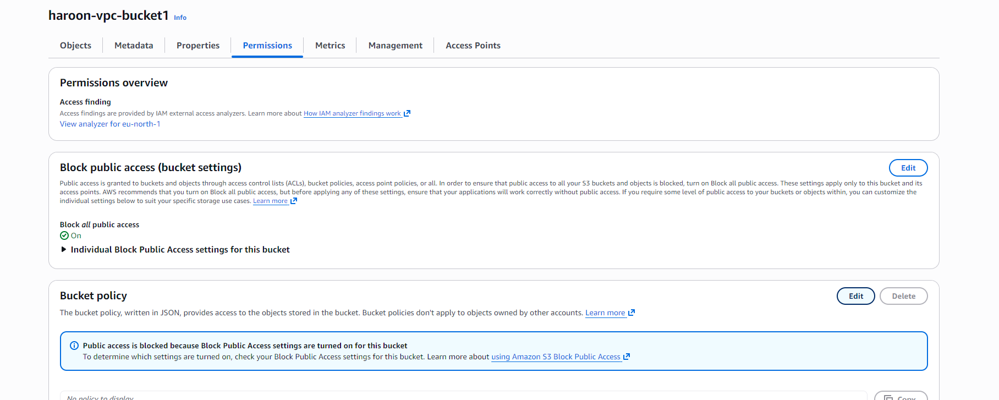 haroon-vpc-bucket1 Info
Objects Metadata Properties Permissions Metrics Management Access Points
Permissions overview
Access finding
Access findings are provided by IAM external access analyzers. Learn more about How IAM analyzer findings work
View analyzer for eu-north-1
Block public access (bucket settings) Edit
Public access is granted to buckets and objects through access control lists (ACLs), bucket policies, access point policies, or all. In order to ensure that public access to all your S3 buckets and objects is blocked, turn on Block all public access. These settings apply only to this bucket and its
access points. AWS recommends that you turn on Block all public access, but before applying any of these settings, ensure that your applications will work correctly without public access. If you require some level of public access to your buckets or objects within, you can customize the
individual settings below to suit your specific storage use cases. Learn more
Block all public access
On
Individual Block Public Access settings for this bucket
Bucket policy Edit Delete
The bucket policy, written in JSON, provides access to the objects stored in the bucket. Bucket policies don't apply to objects owned by other accounts. Learn more
Public access is blocked because Block Public Access settings are turned on for this bucket
To determine which settings are turned on, check your Block Public Access settings for this bucket. Learn more about using Amazon S3 Block Public Access
No policy to display. Copy